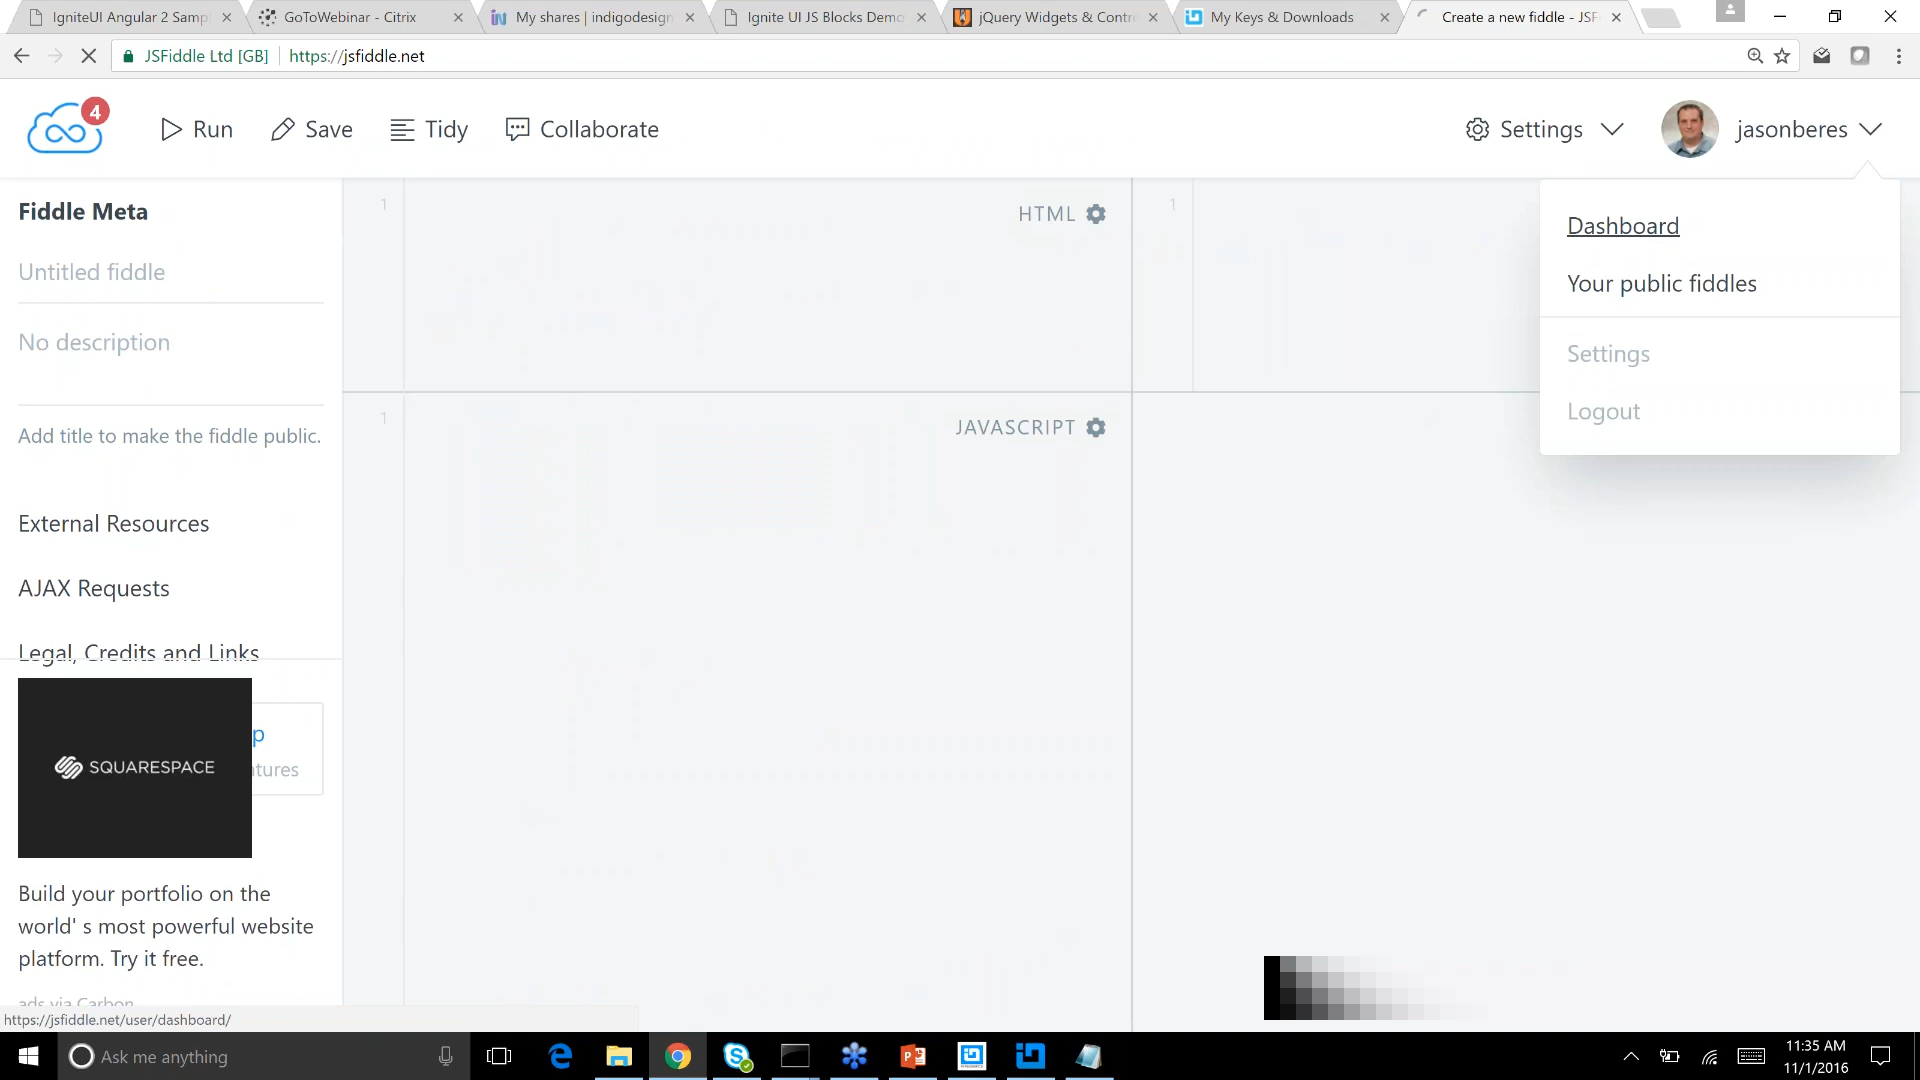 IgniteUI Angular 2 Samp
GoToWebinar - Citrix
My shares | indigodesign
Ignite UI JS Blocks Demo
jQuery Widgets & Contro
My Keys & Downloads
Create a new fiddle - JSF
JSFiddle Ltd [GB]
https://jsfiddle.net
4
Run
Save
Tidy
Collaborate
Settings
jasonberes
Fiddle Meta
Untitled fiddle
No description
Add title to make the fiddle public.
External Resources
AJAX Requests
Legal, Credits and Links
p
tures
SQUARESPACE
Build your portfolio on the
world' s most powerful website
platform. Try it free.
ads via Carbon
https://jsfiddle.net/user/dashboard/
1
HTML
1
1
JAVASCRIPT
Dashboard
Your public fiddles
Settings
Logout
Ask me anything
11:35 AM
11/1/2016